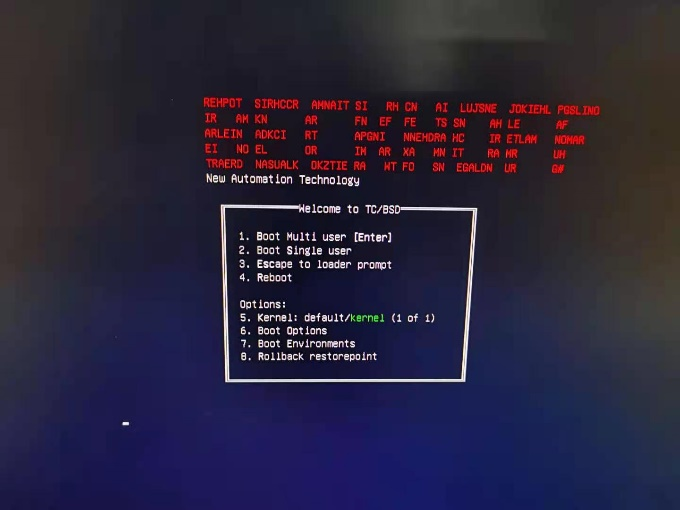 REHPOT SIRHCCR AMNAIT SI RH CN AI LUJSNE JOKIEHL PGSLINO
IR AM KN AR FN EF FE TS SN AH LE AF
ARLEIN ADKCI RT APGNI NNEHDRA HC IR ETLAM NOMAR
EI NO EL OR IM AR XA MN IT RA HR UH
TRAERD NASUALK OKZTIE RA WT FO SN EGALDN UR G#
New Automation Technology
Welcome to TC/BSD
1. Boot Multi user [Enter]
2. Boot Single user
3. Escape to loader prompt
4. Reboot
Options:
5. Kernel: default/kernel (1 of 1)
6. Boot Options
7. Boot Environments
8. Rollback restorepoint